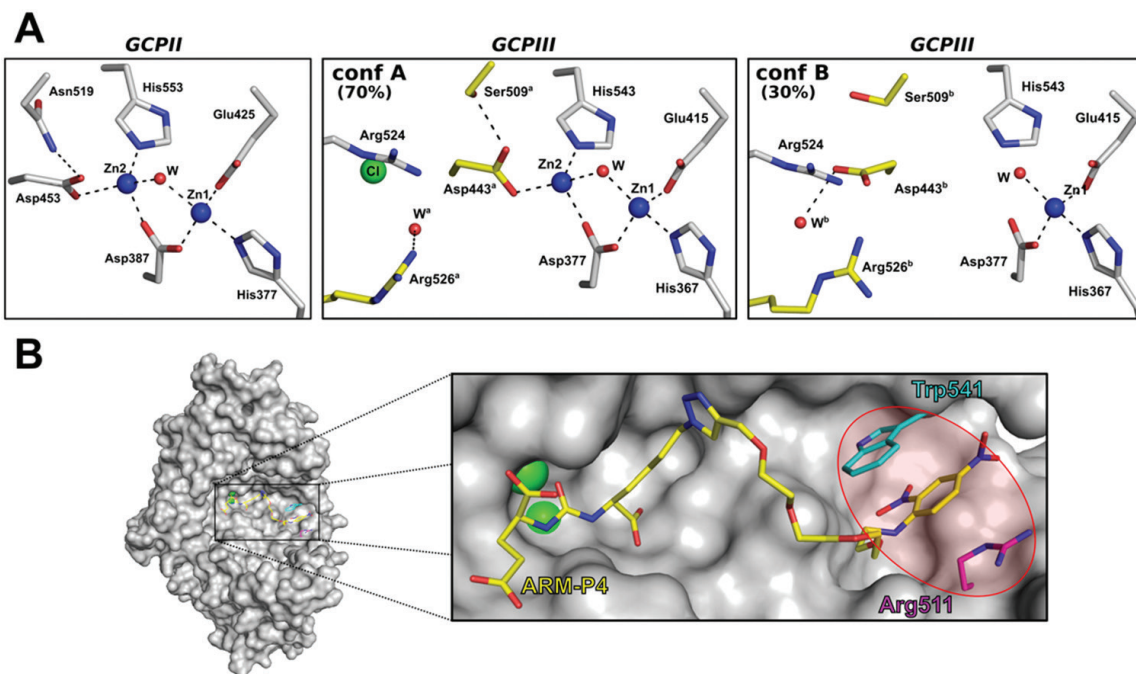 A
GCPII
GCPIII
GCPIII
Asn519
His553
Glu425
Zn2
W
Zn1
Asp453
Asp387
His377
conf A
(70%)
Ser509a
His543
Glu415
Arg524
Cl
Zn2
W
Asp443a
Zn1
Wa
Arg526a
Asp377
His367
conf B
(30%)
Ser509b
His543
Glu415
Arg524
W
Asp443b
Zn1
Wb
Arg526b
Asp377
His367
B
Trp541
ARM-P4
Arg511